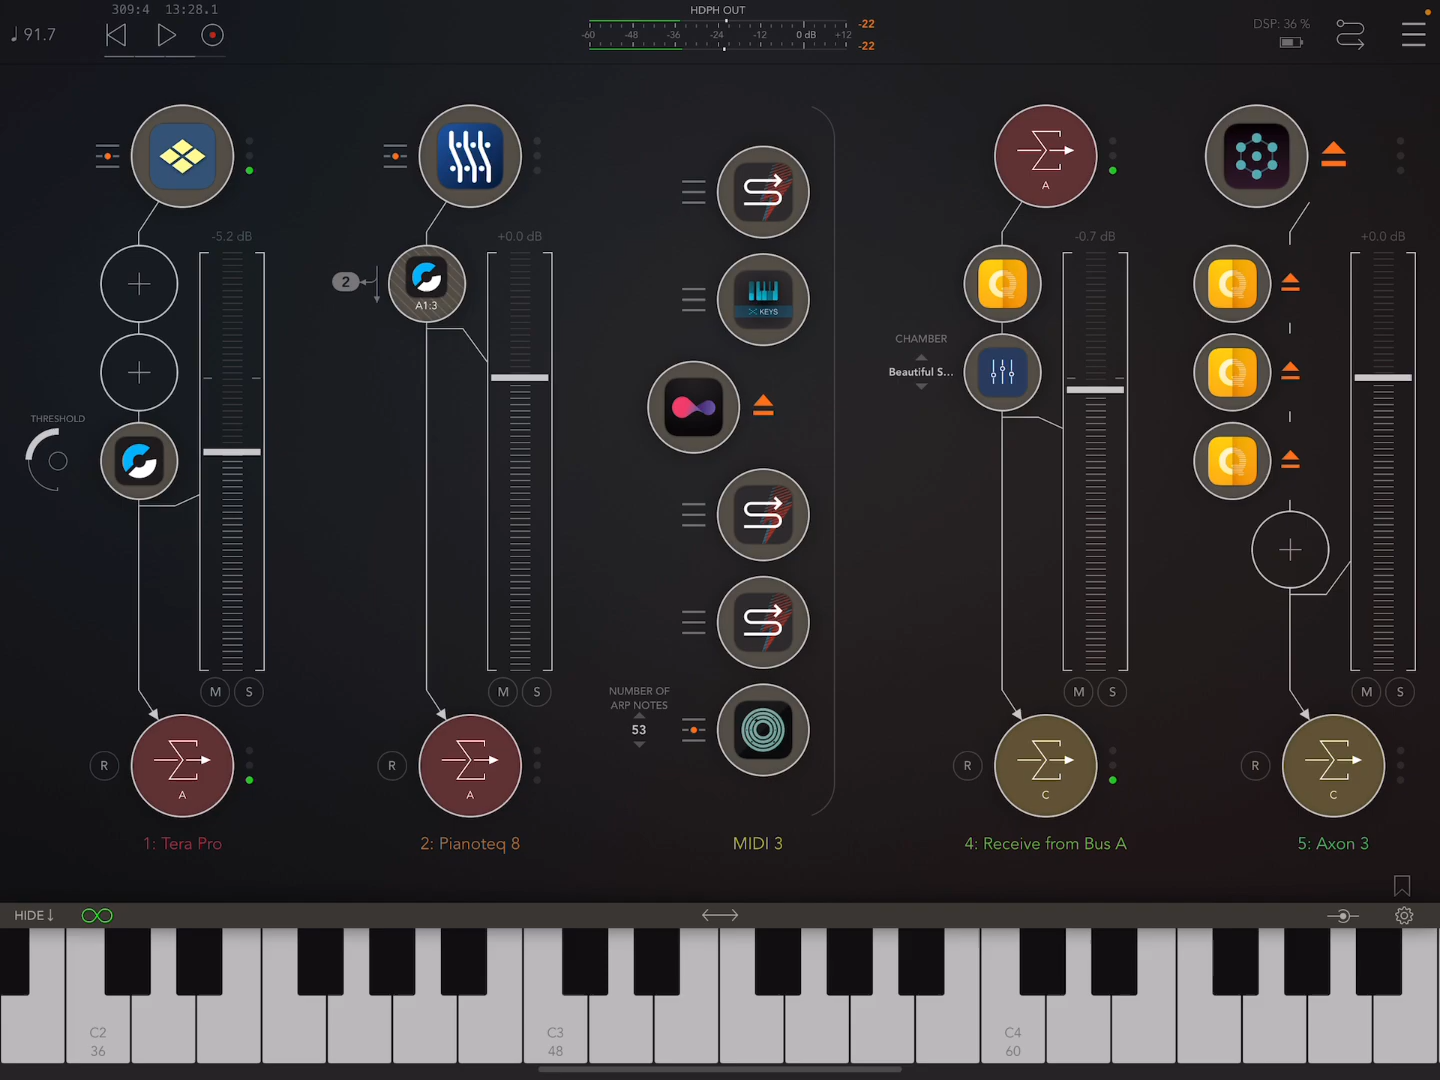 309:4 13:28.1
♩ 91.7
HDPH OUT
-60 -48 -36 -24 -12 0 dB +12
-22
-22
DSP: 36 %
A
-5.2 dB
+0.0 dB
-0.7 dB
+0.0 dB
2
A1:3
KEYS
CHAMBER
Beautiful S...
THRESHOLD
M S
M S
M S
M S
NUMBER OF
ARP NOTES
53
R
A
R
A
R
C
R
C
1: Tera Pro
2: Pianoteq 8
MIDI 3
4: Receive from Bus A
5: Axon 3
HIDE↓
C2
36
C3
48
C4
60